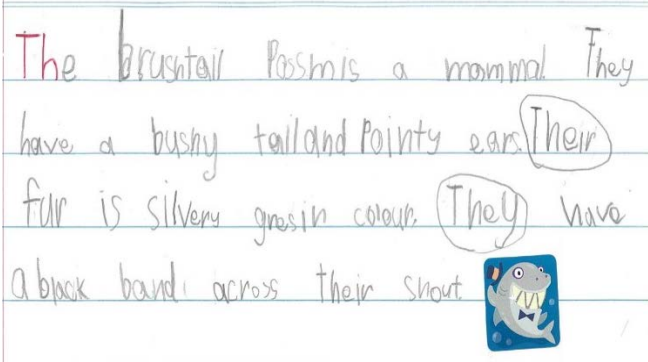 The brushtail Possm is a mammal They
have a bushy tail and Pointy ears. Their
fur is silvery gres in colour. They have
a black band across their snout